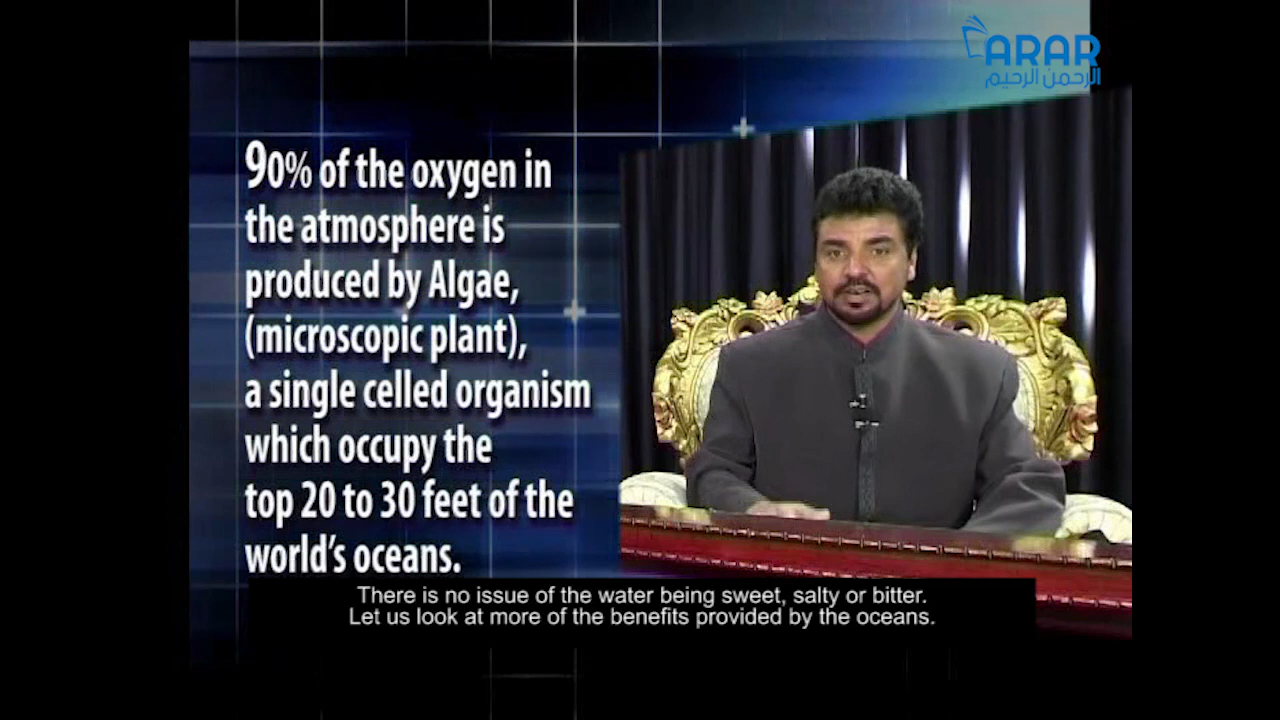 ARAR
الرحمن الرحيم
90% of the oxygen in
the atmosphere is
produced by Algae,
(microscopic plant),
a single celled organism
which occupy the
top 20 to 30 feet of the
world's oceans.
There is no issue of the water being sweet, salty or bitter.
Let us look at more of the benefits provided by the oceans.